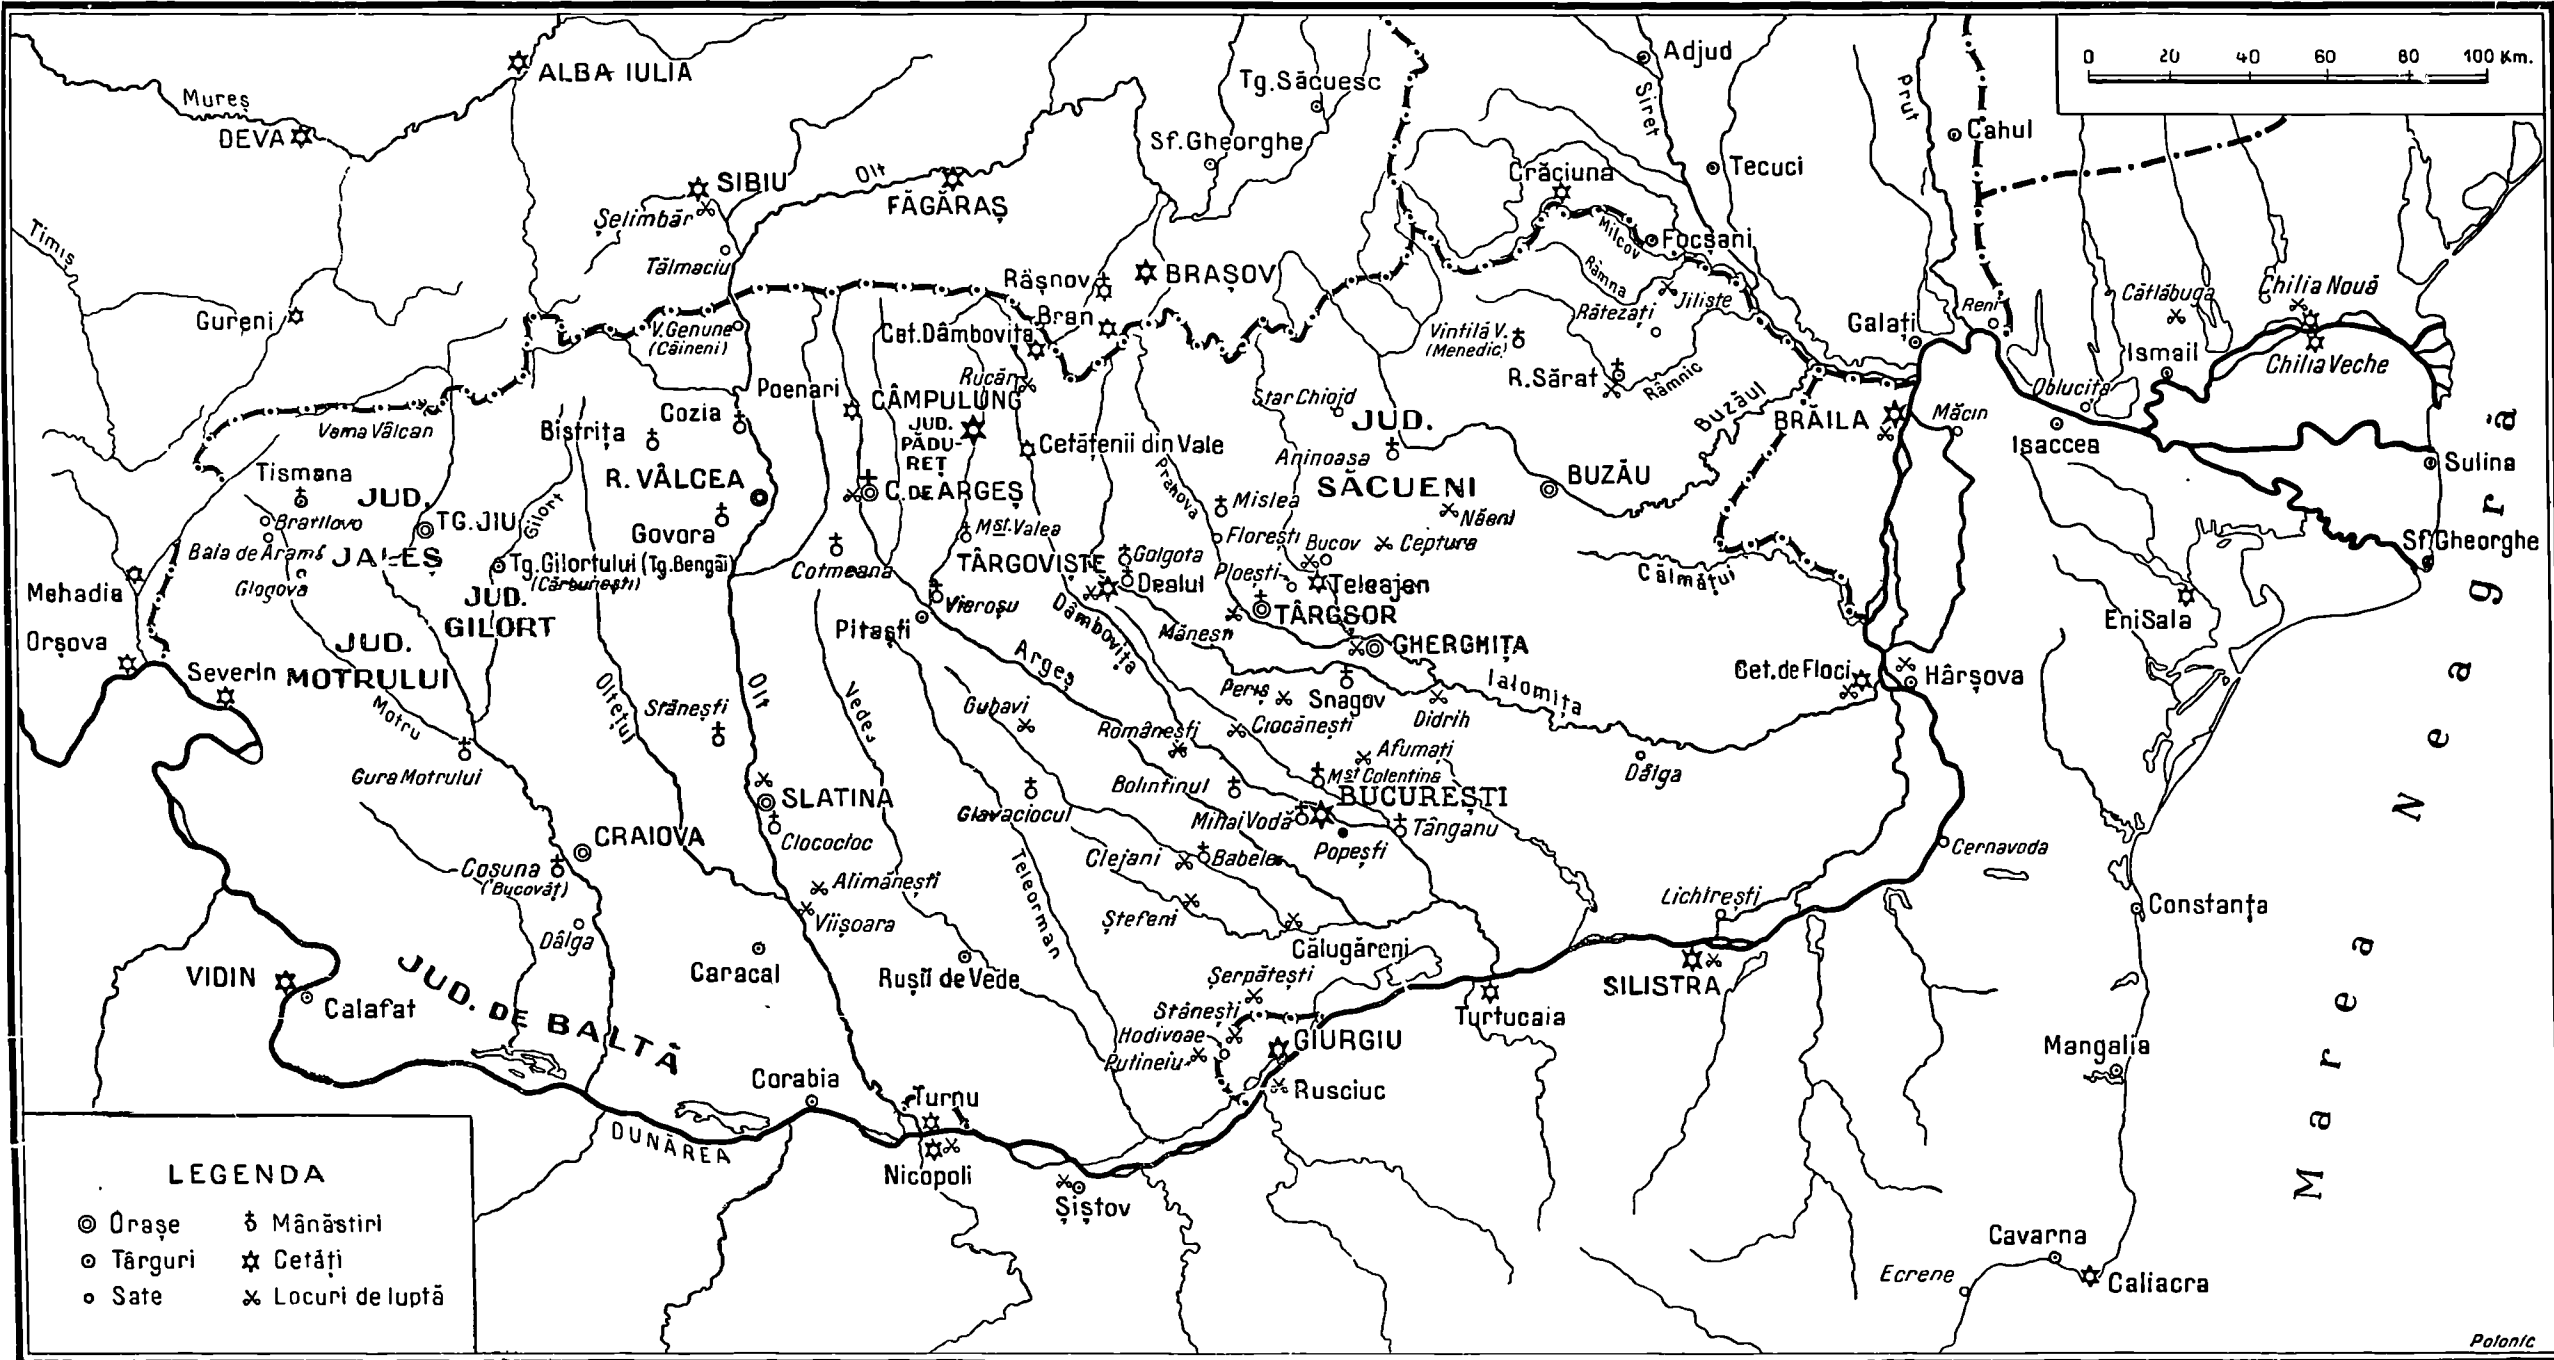 0 20 40 60 80 100 Km.
ALBA IULIA
Mureș
DEVA
Adjud
Tg. Săcuesc
Siret
Prut
Cahul
Sf. Gheorghe
Tecuci
Olt
SIBIU
Șelimbăr
FĂGĂRAȘ
Crăciuna
Timiș
Tălmaciu
Milcov
Focșani
Râșnov
BRAȘOV
Râmna
Jiliște
Cătlăbuga
Chilia Nouă
Gureni
V. Genune
(Câineni)
Bran
Cet. Dâmbovița
Vintilă V.
(Menedic)
Rătezați
Galați
Reni
Ismail
Chilia Veche
Rucăr
R. Sărat
Râmnic
Poenari
CÂMPULUNG
Star Chiojd
Buzăul
BRĂILA
Oblucița
Măcin
Isaccea
Vama Vâlcan
Bistrița
Cozia
JUD.
PĂDU-
REȚ
Cetățenii din Vale
JUD.
SĂCUENI
Aninoasa
BUZĂU
Sulina
Tismana
JUD.
JALEȘ
R. VÂLCEA
C. DE ARGEȘ
Prahova
Mislea
Năeni
Bratilovo
TG. JIU
Gilort
Govora
Mst. Valea
Florești
Bucov
Ceptura
Baia de Aramă
Tg. Gilortului (Tg. Bengăi)
(Cărbunești)
Cotmeana
TÂRGOVIȘTE
Golgota
Dealul
Ploești
Teleajen
Călmățui
Sf. Gheorghe
Glogova
Mehadia
JUD.
GILORT
Vieroșu
Dâmbovița
TÂRGSOR
EniSala
Orșova
JUD.
MOTRULUI
Pitești
Mănești
GHERGHIȚA
Severin
Argeș
Ialomița
Cet. de Floci
Hârșova
Motru
Oltețul
Stănești
Olt
Vedea
Gubavi
Periș
Snagov
Didrih
Românești
Ciocănești
Afumați
Gura Motrului
Dâlga
Bolintinul
Mst Colentina
SLATINA
Glavaciocul
BUCUREȘTI
Mihai Vodă
Tânganu
CRAIOVA
Clococioc
Popești
Cernavoda
Coșuna
(Bucovăț)
Clejani
Babele
Alimănești
Teleorman
Viișoara
Ștefeni
Lichirești
Constanța
Dâlga
Călugăreni
VIDIN
Calafat
Caracal
Rușii de Vede
Șerpătești
SILISTRA
JUD. DE BALTĂ
Stănești
Turtucaia
Hodivoae
GIURGIU
Putineiu
Mangalia
Corabia
Turnu
Rusciuc
DUNĂREA
Nicopoli
Șiștov
Marea Neagră
Cavarna
Ecrene
Caliacra
LEGENDA
Orașe
Mânăstiri
Târguri
Cetăți
Sate
Locuri de luptă
Polonic